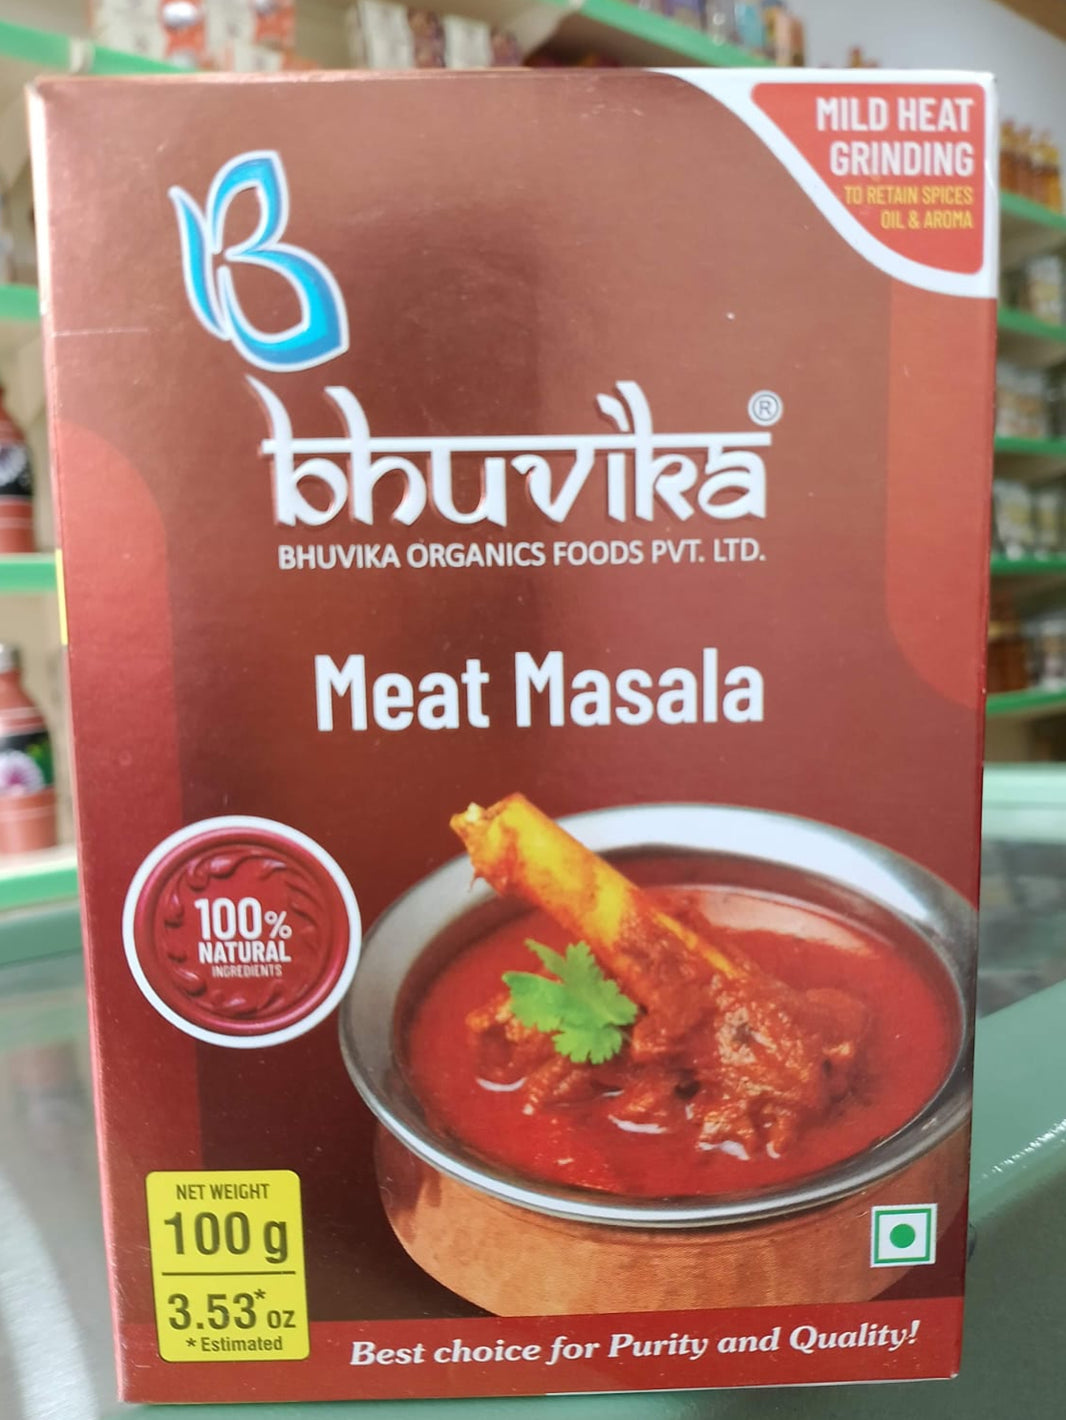 MILD HEAT
GRINDING
TO RETAIN SPICES
OIL & AROMA
bhuvika®
BHUVIKA ORGANICS FOODS PVT. LTD.
Meat Masala
100%
NATURAL
INGREDIENTS
NET WEIGHT
100 g
3.53* oz
* Estimated
Best choice for Purity and Quality!